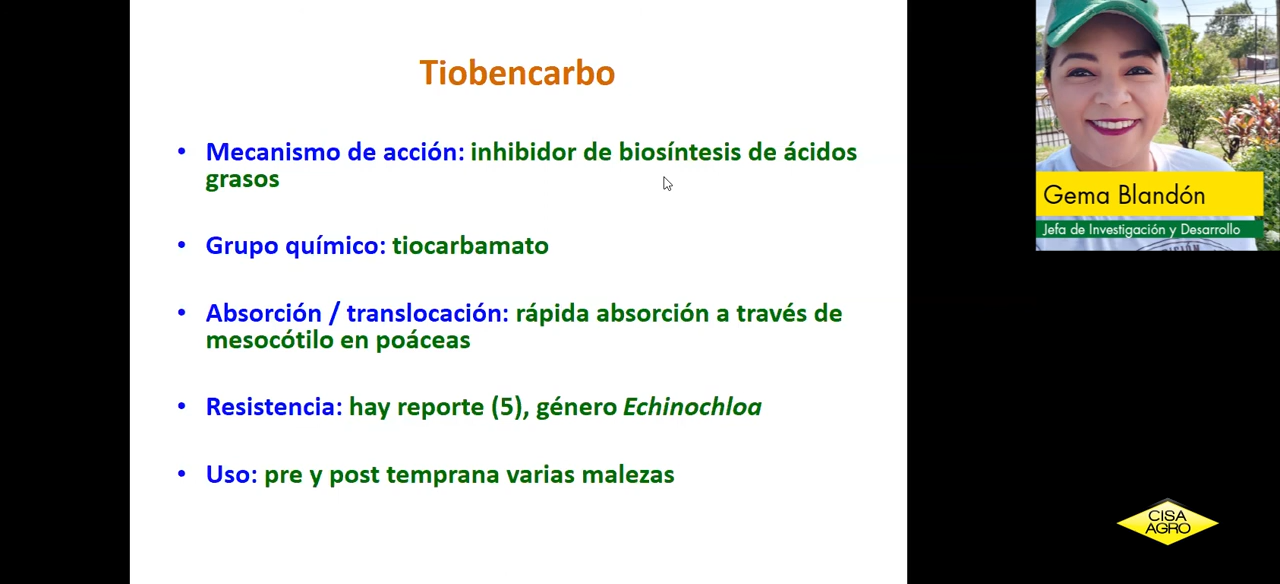 Tiobencarbo
• Mecanismo de acción: inhibidor de biosíntesis de ácidos
grasos
• Grupo químico: tiocarbamato
• Absorción / translocación: rápida absorción a través de
mesocótilo en poáceas
• Resistencia: hay reporte (5), género Echinochloa
• Uso: pre y post temprana varias malezas
Gema Blandón
Jefa de Investigación y Desarrollo
CISA
AGRO